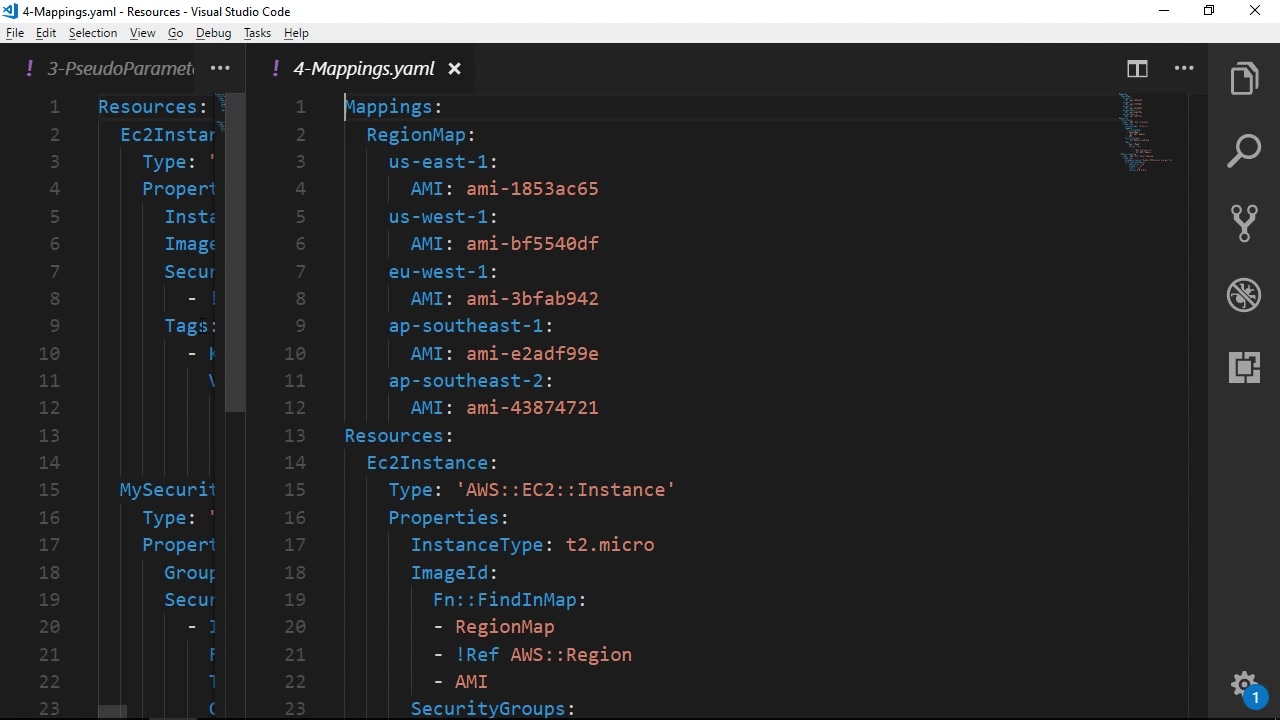 4-Mappings.yaml - Resources - Visual Studio Code
File Edit Selection View Go Debug Tasks Help
! 3-PseudoParamet ···
! 4-Mappings.yaml ×
1 Resources:
2 Ec2Instan
3 Type: '
4 Propert
5 Insta
6 Image
7 Secur
8 - !
9 Tags:
10 - K
11 V
12
13
14
15 MySecurit
16 Type: '
17 Propert
18 Group
19 Secur
20 - I
21 F
22 T
23 C
1 Mappings:
2 RegionMap:
3 us-east-1:
4 AMI: ami-1853ac65
5 us-west-1:
6 AMI: ami-bf5540df
7 eu-west-1:
8 AMI: ami-3bfab942
9 ap-southeast-1:
10 AMI: ami-e2adf99e
11 ap-southeast-2:
12 AMI: ami-43874721
13 Resources:
14 Ec2Instance:
15 Type: 'AWS::EC2::Instance'
16 Properties:
17 InstanceType: t2.micro
18 ImageId:
19 Fn::FindInMap:
20 - RegionMap
21 - !Ref AWS::Region
22 - AMI
23 SecurityGroups:
1